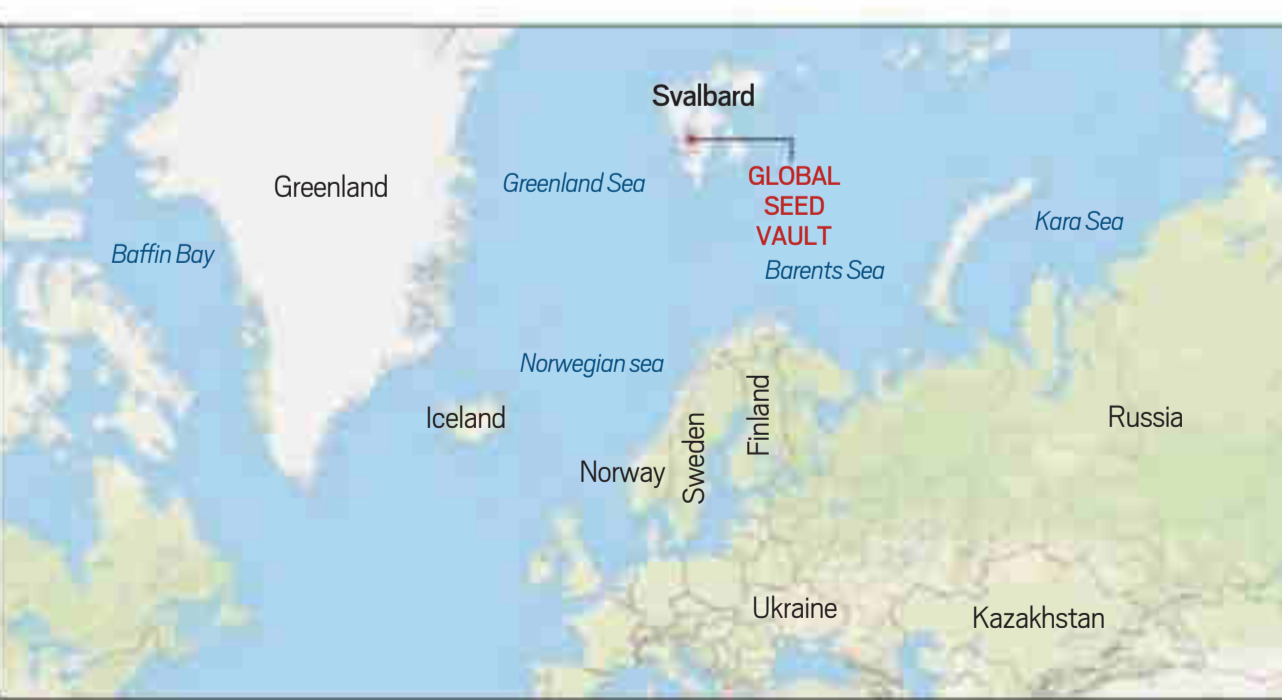 Svalbard
GLOBAL
SEED
VAULT
Greenland
Greenland Sea
Kara Sea
Baffin Bay
Barents Sea
Norwegian sea
Iceland
Finland
Russia
Norway
Sweden
Ukraine
Kazakhstan